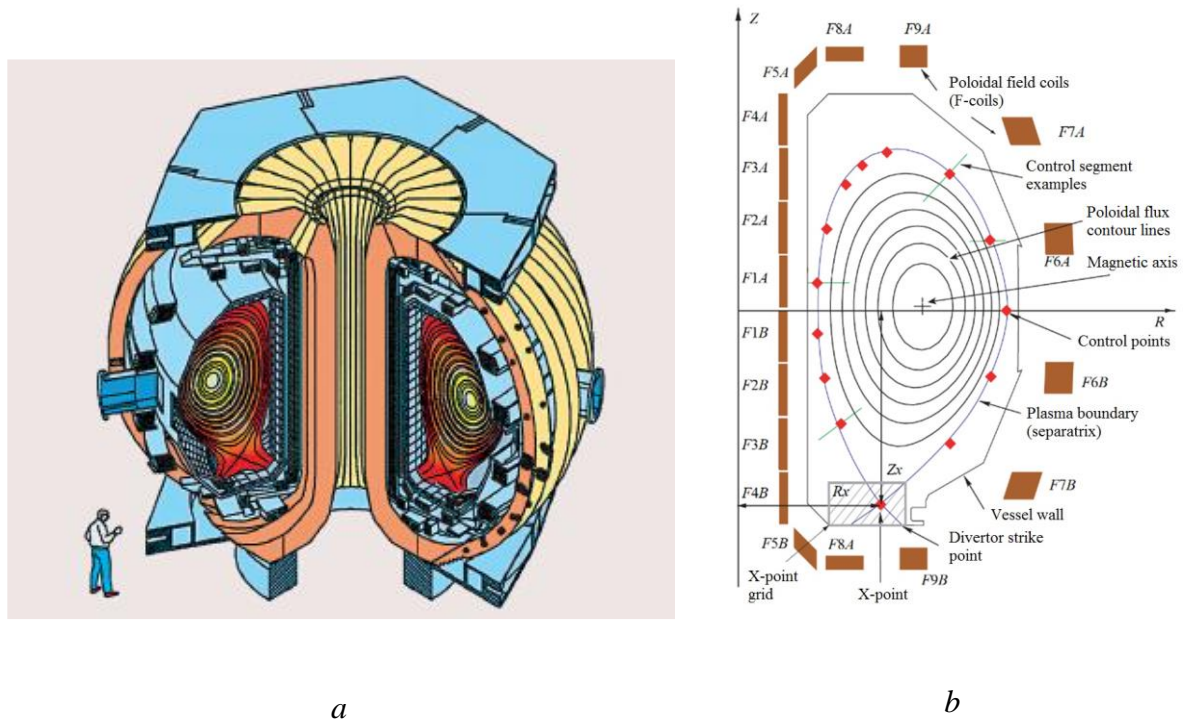 Z
F8A
F9A
F5A
Poloidal field coils
(F-coils)
F4A
F7A
F3A
Control segment
examples
F2A
Poloidal flux
contour lines
F6A
F1A
Magnetic axis
R
F1B
Control points
F2B
F6B
Plasma boundary
(separatrix)
F3B
Zx
F4B
Rx
F7B
Vessel wall
F5B
F8A
Divertor strike
point
X-point
grid
F9B
X-point
a
b